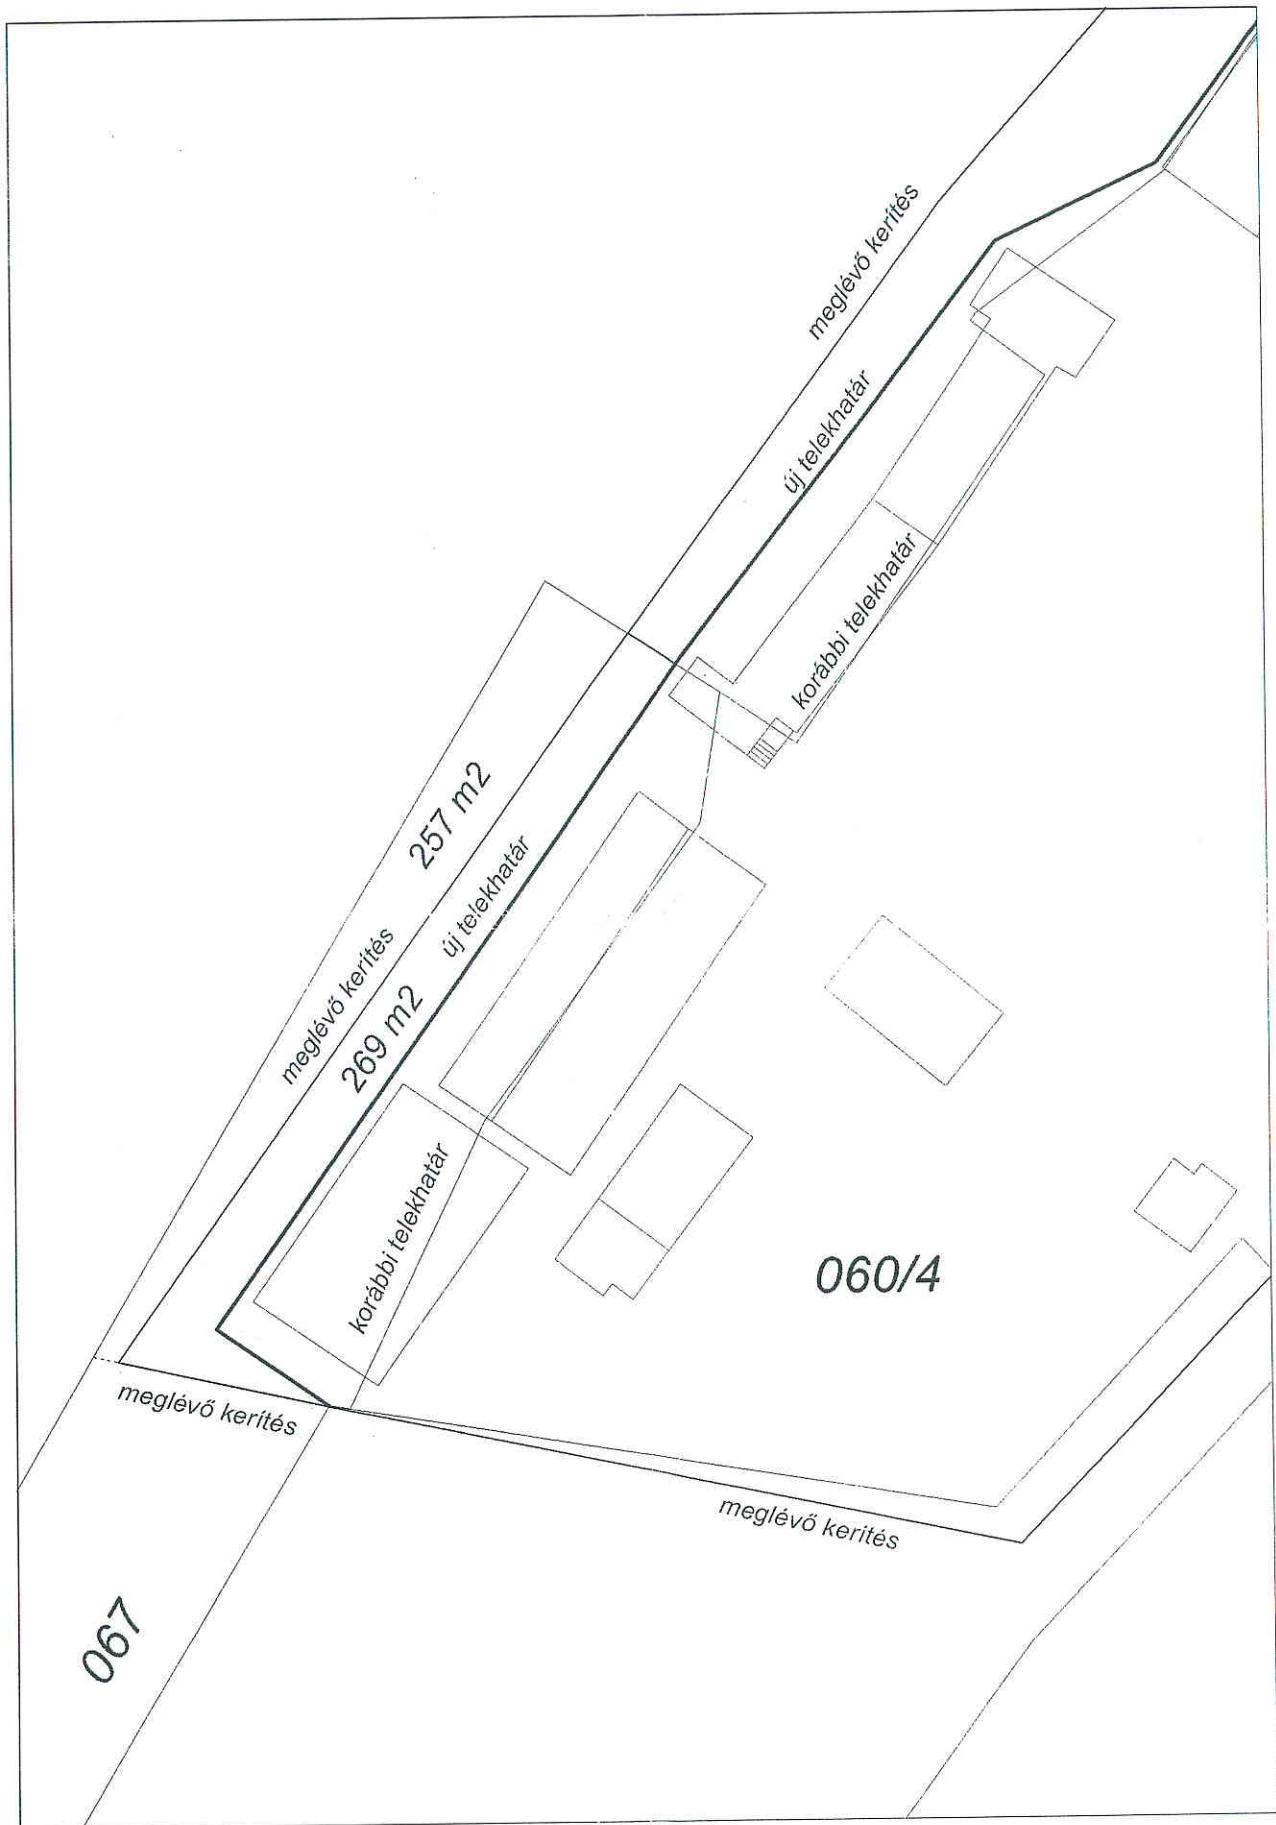 meglévő kerítés
új telekhatár
korábbi telekhatár
257 m2
új telekhatár
meglévő kerítés
269 m2
korábbi telekhatár
060/4
meglévő kerítés
meglévő kerítés
067